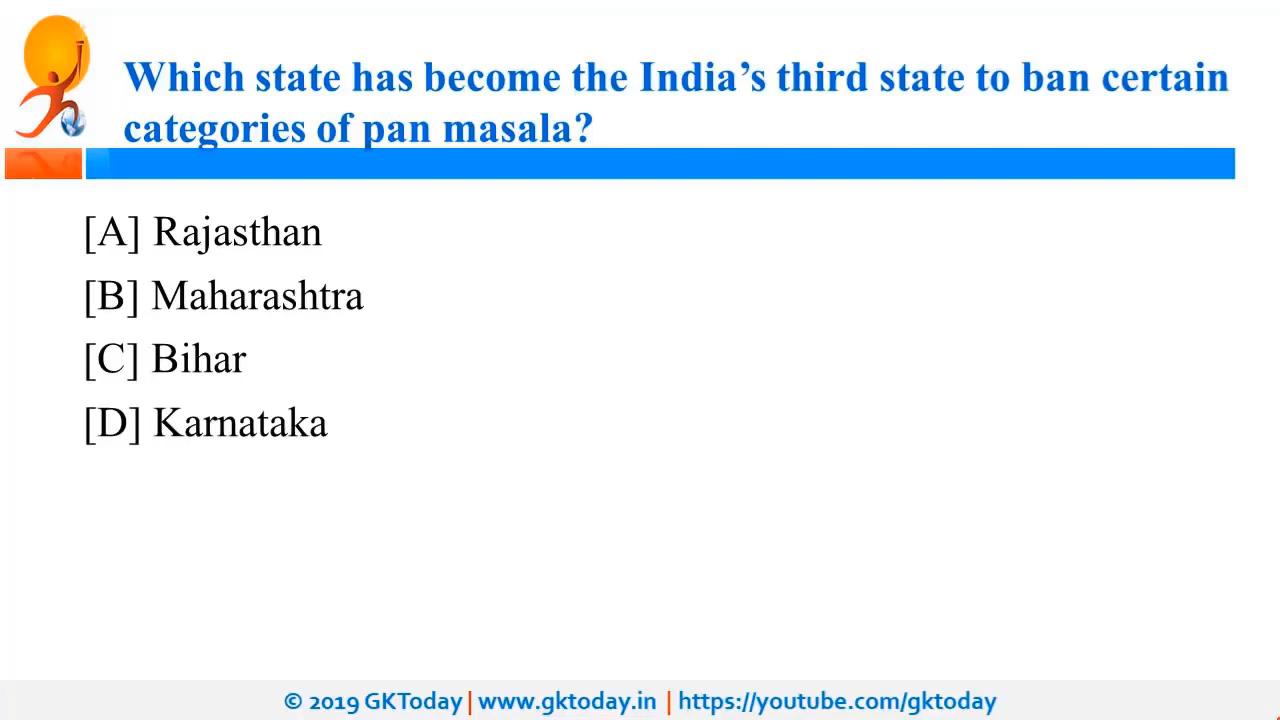 Which state has become the India’s third state to ban certain
categories of pan masala?
[A] Rajasthan
[B] Maharashtra
[C] Bihar
[D] Karnataka
© 2019 GKToday | www.gktoday.in | https://youtube.com/gktoday